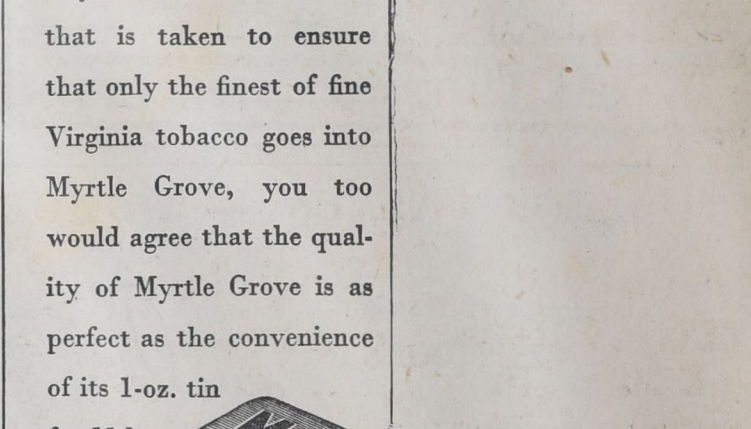 that is taken to ensure
that only the finest of fine
Virginia tobacco goes into
Myrtle Grove, you too
would agree that the qual-
ity of Myrtle Grove is as
perfect as the convenience
of its 1-oz. tin